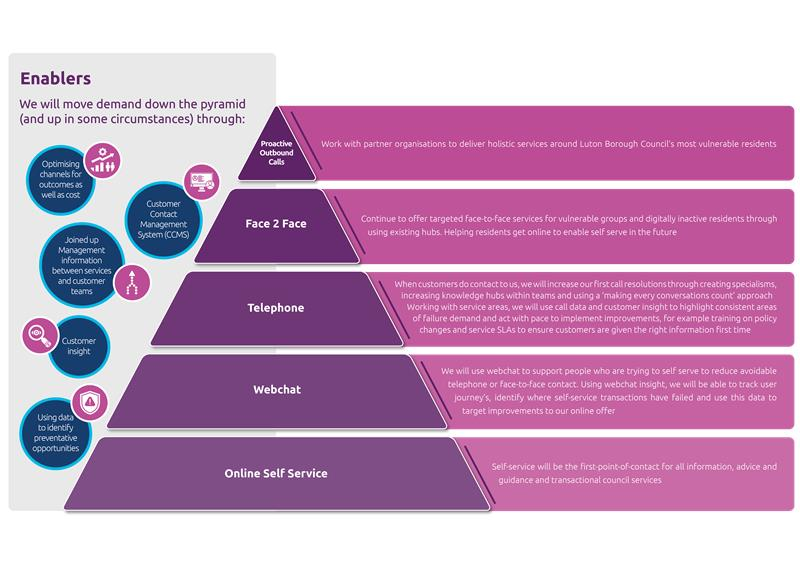 Enablers
We will move demand down the pyramid
(and up in some circumstances) through:
Optimising
channels for
outcomes as
well as cost
Customer
Contact
Management
System (CCMS)
Joined up
Management
information
between services
and customer
teams
Customer
insight
Using data
to identify
preventative
opportunities
Proactive
Outbound
Calls
Work with partner organisations to deliver holistic services around Luton Borough Council's most vulnerable residents
Face 2 Face
Continue to offer targeted face-to-face services for vulnerable groups and digitally inactive residents through
using existing hubs. Helping residents get online to enable self serve in the future
Telephone
When customers do contact to us, we will increase our first call resolutions through creating specialisms,
increasing knowledge hubs within teams and using a 'making every conversations count' approach
Working with service areas, we will use call data and customer insight to highlight consistent areas
of failure demand and act with pace to implement improvements, for example training on policy
changes and service SLAs to ensure customers are given the right information first time
Webchat
We will use webchat to support people who are trying to self serve to reduce avoidable
telephone or face-to-face contact. Using webchat insight, we will be able to track user
journey's, identify where self-service transactions have failed and use this data to
target improvements to our online offer
Online Self Service
Self-service will be the first-point-of-contact for all information, advice and
guidance and transactional council services